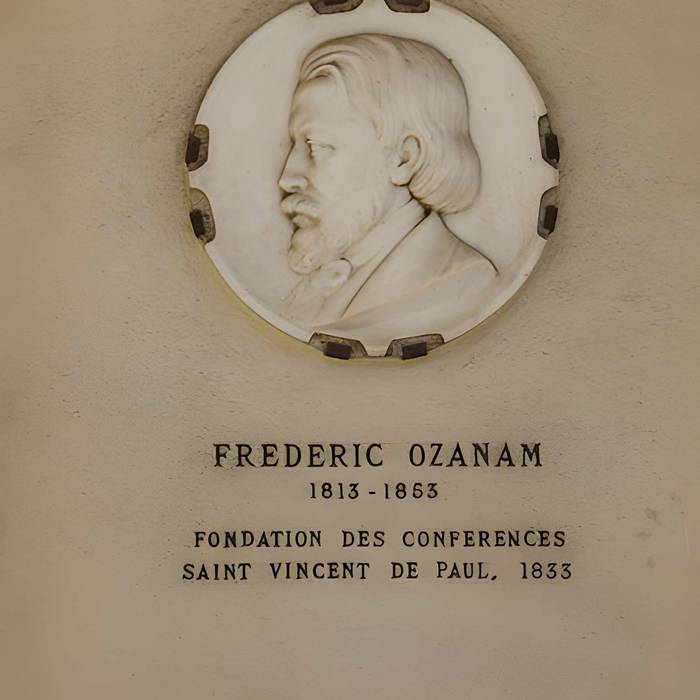 FREDERIC OZANAM
1813-1853
FONDATION DES CONFERENCES
SAINT VINCENT DE PAUL, 1833